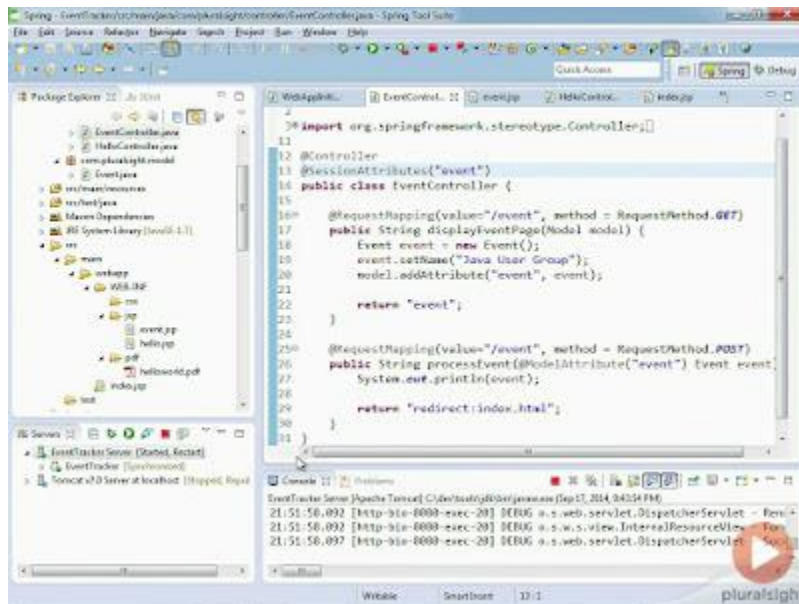 Spring - EventTracker/src/main/java/com/pluralsight/controller/EventController.java - Spring Tool Suite
File Edit Source Refactor Navigate Search Project Run Window Help
Quick Access
Spring
Debug
Package Explorer
EventController.java
HelloController.java
com.pluralsight.model
Event.java
src/main/resources
src/test/java
Maven Dependencies
JRE System Library
src
main
webapp
WEB-INF
jsp
event.jsp
hello.jsp
pdf
helloworld.pdf
index.jsp
test
Servers
EventTracker Server [Started, Restart]
EventTracker [Synchronized]
Tomcat v7.0 Server at localhost
WebAppIniti...
EventControl...
event.jsp
HelloControl...
index.jsp
import org.springframework.stereotype.Controller;
11
12 @Controller
13 @SessionAttributes("event")
14 public class EventController {
15
16 @RequestMapping(value="/event", method = RequestMethod.GET)
17 public String displayEventPage(Model model) {
18 Event event = new Event();
19 event.setName("Java User Group");
20 model.addAttribute("event", event);
21
22 return "event";
23 }
24
25 @RequestMapping(value="/event", method = RequestMethod.POST)
26 public String processEvent(@ModelAttribute("event") Event event)
27 System.out.println(event);
28
29 return "redirect:index.html";
30 }
31 }
Console
Problems
21:51:58.092 [http-bio-8080-exec-20] DEBUG o.s.web.servlet.DispatcherServlet - Rend
21:51:58.092 [http-bio-8080-exec-20] DEBUG o.s.w.s.view.InternalResourceView - For
21:51:58.097 [http-bio-8080-exec-20] DEBUG o.s.web.servlet.DispatcherServlet - Succ
Writable
Smart Insert
13 : 1
pluralsigh